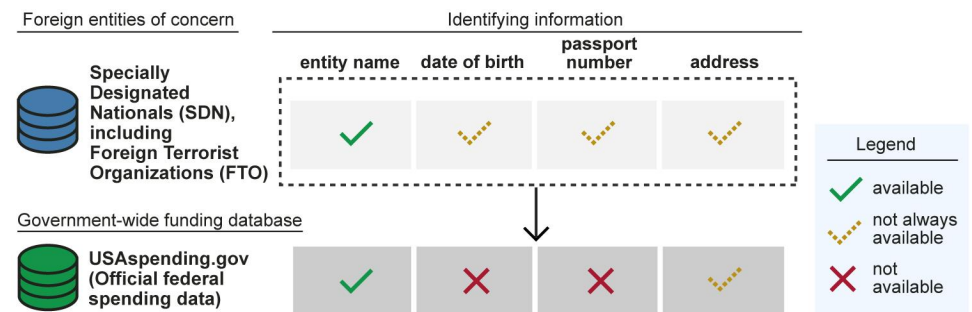 Foreign entities of concern
Identifying information
entity name
date of birth
passport
number
address
Specially
Designated
Nationals (SDN),
including
Foreign Terrorist
Organizations (FTO)
Government-wide funding database
USAspending.gov
(Official federal
spending data)
Legend
available
not always
available
not
available